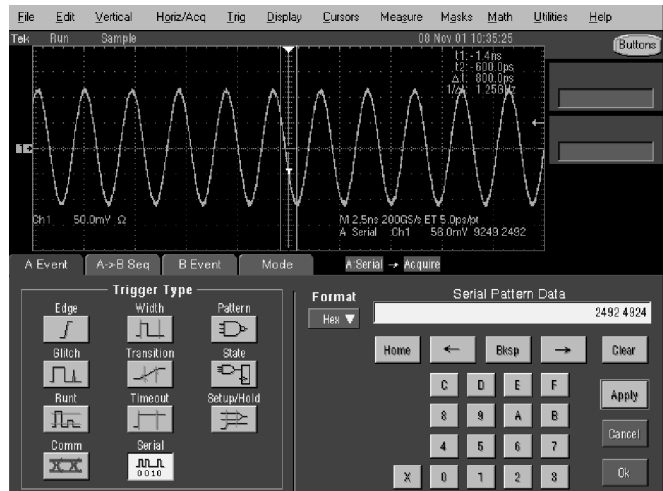 File Edit Vertical Horiz/Acq Trig Display Cursors Measure Masks Math Utilities Help
Tek Run Sample 08 Nov 01 10:35:25 Buttons
t1: -1.4ns
t2: -600.0ps
Δt: 800.0ps
1/Δt: 1.25GHz
Ch1 50.0mV Ω
M 2.5ns 200GS/s ET 5.0ps/pt
A Serial Ch1 56.0mV 9249 2492
A Event A->B Seq B Event Mode A:Serial → Acquire
Trigger Type
Edge Width Pattern
Glitch Transition State
Runt Timeout Setup/Hold
Comm Serial
0010
Format Serial Pattern Data
Hex 2492 4924
Home ← Bksp → Clear
C D E F
Apply
8 9 A B
Cancel
4 5 6 7
X 0 1 2 3
Ok